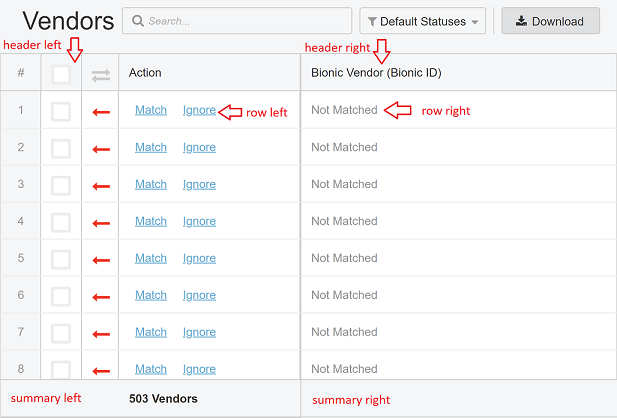 Vendors Search... Default Statuses Download
header left header right
# Action Bionic Vendor (Bionic ID)
1 Match Ignore row left Not Matched row right
2 Match Ignore Not Matched
3 Match Ignore Not Matched
4 Match Ignore Not Matched
5 Match Ignore Not Matched
6 Match Ignore Not Matched
7 Match Ignore Not Matched
8 Match Ignore Not Matched
summary left 503 Vendors summary right